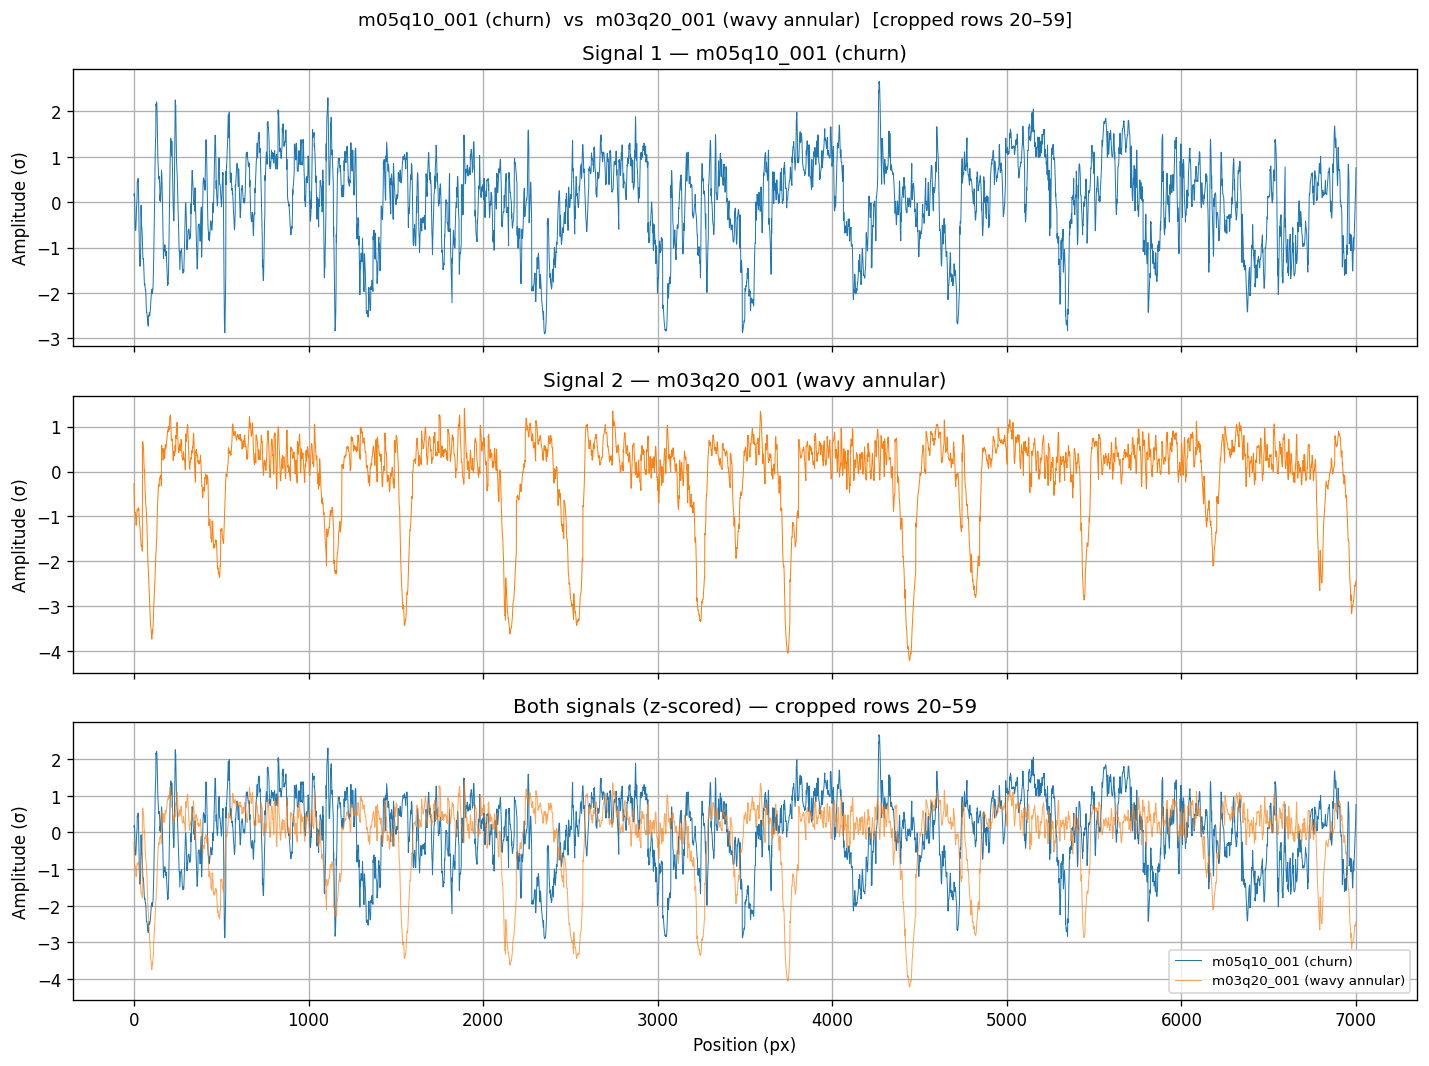 m05q10_001 (churn)  vs  m03q20_001 (wavy annular)  [cropped rows 20–59]
Signal 1 — m05q10_001 (churn)
Amplitude (σ)
2
1
0
−1
−2
−3
Signal 2 — m03q20_001 (wavy annular)
Amplitude (σ)
1
0
−1
−2
−3
−4
Both signals (z-scored) — cropped rows 20–59
Amplitude (σ)
2
1
0
−1
−2
−3
−4
m05q10_001 (churn)
m03q20_001 (wavy annular)
0 1000 2000 3000 4000 5000 6000 7000
Position (px)